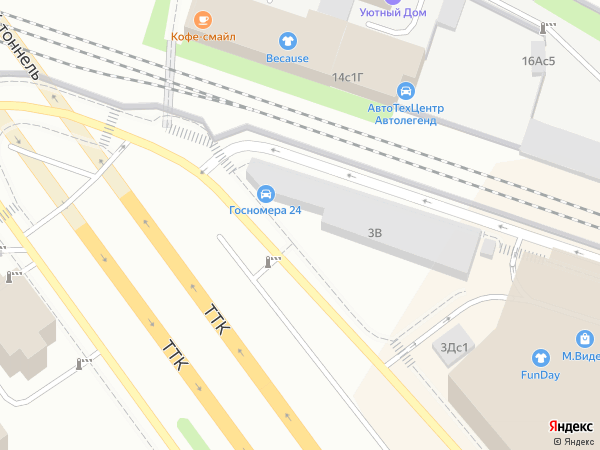 Уютный Дом
Кофе-смайл
Because
16Ас5
14с1Г
АвтоТехЦентр
Автолегенд
тоннель
Госномера 24
3В
ТТК
ТТК
3Дс1
М.Виде
FunDay
Яндекс
© Яндекс